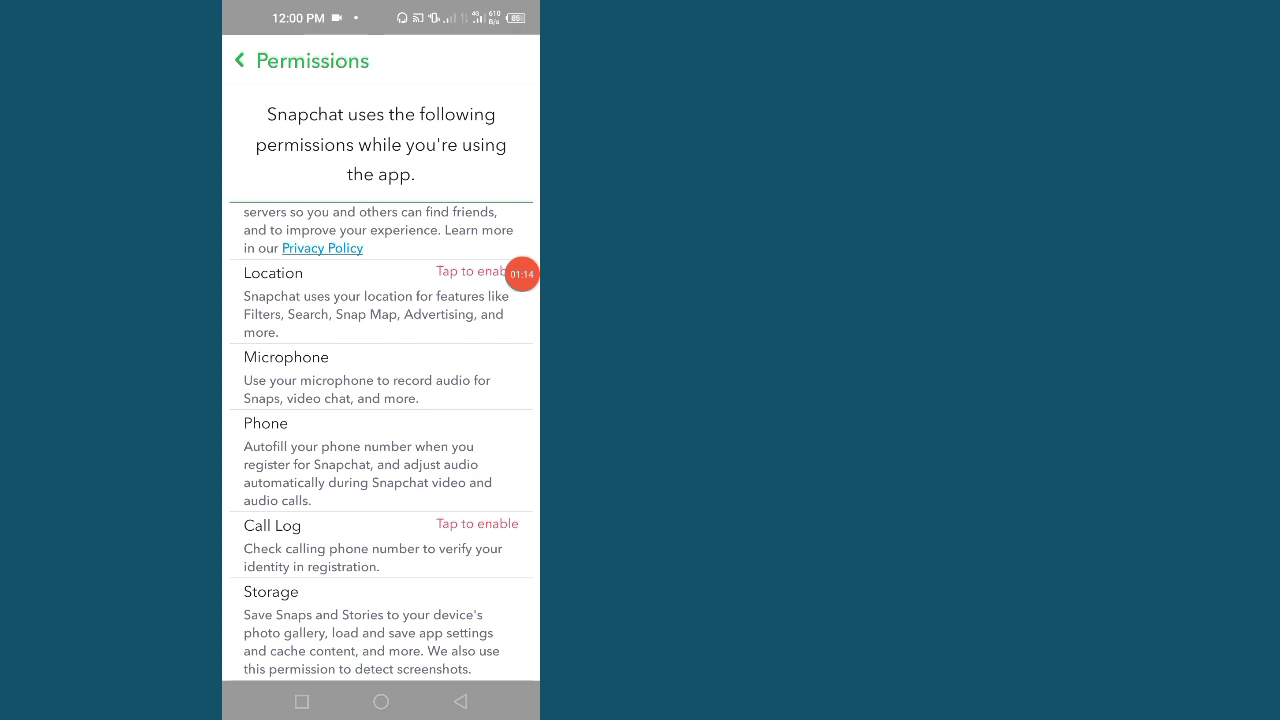 12:00 PM
4G 610 B/s 85
Permissions
Snapchat uses the following
permissions while you're using
the app.
servers so you and others can find friends,
and to improve your experience. Learn more
in our Privacy Policy
Location Tap to enab
01:14
Snapchat uses your location for features like
Filters, Search, Snap Map, Advertising, and
more.
Microphone
Use your microphone to record audio for
Snaps, video chat, and more.
Phone
Autofill your phone number when you
register for Snapchat, and adjust audio
automatically during Snapchat video and
audio calls.
Call Log Tap to enable
Check calling phone number to verify your
identity in registration.
Storage
Save Snaps and Stories to your device's
photo gallery, load and save app settings
and cache content, and more. We also use
this permission to detect screenshots.